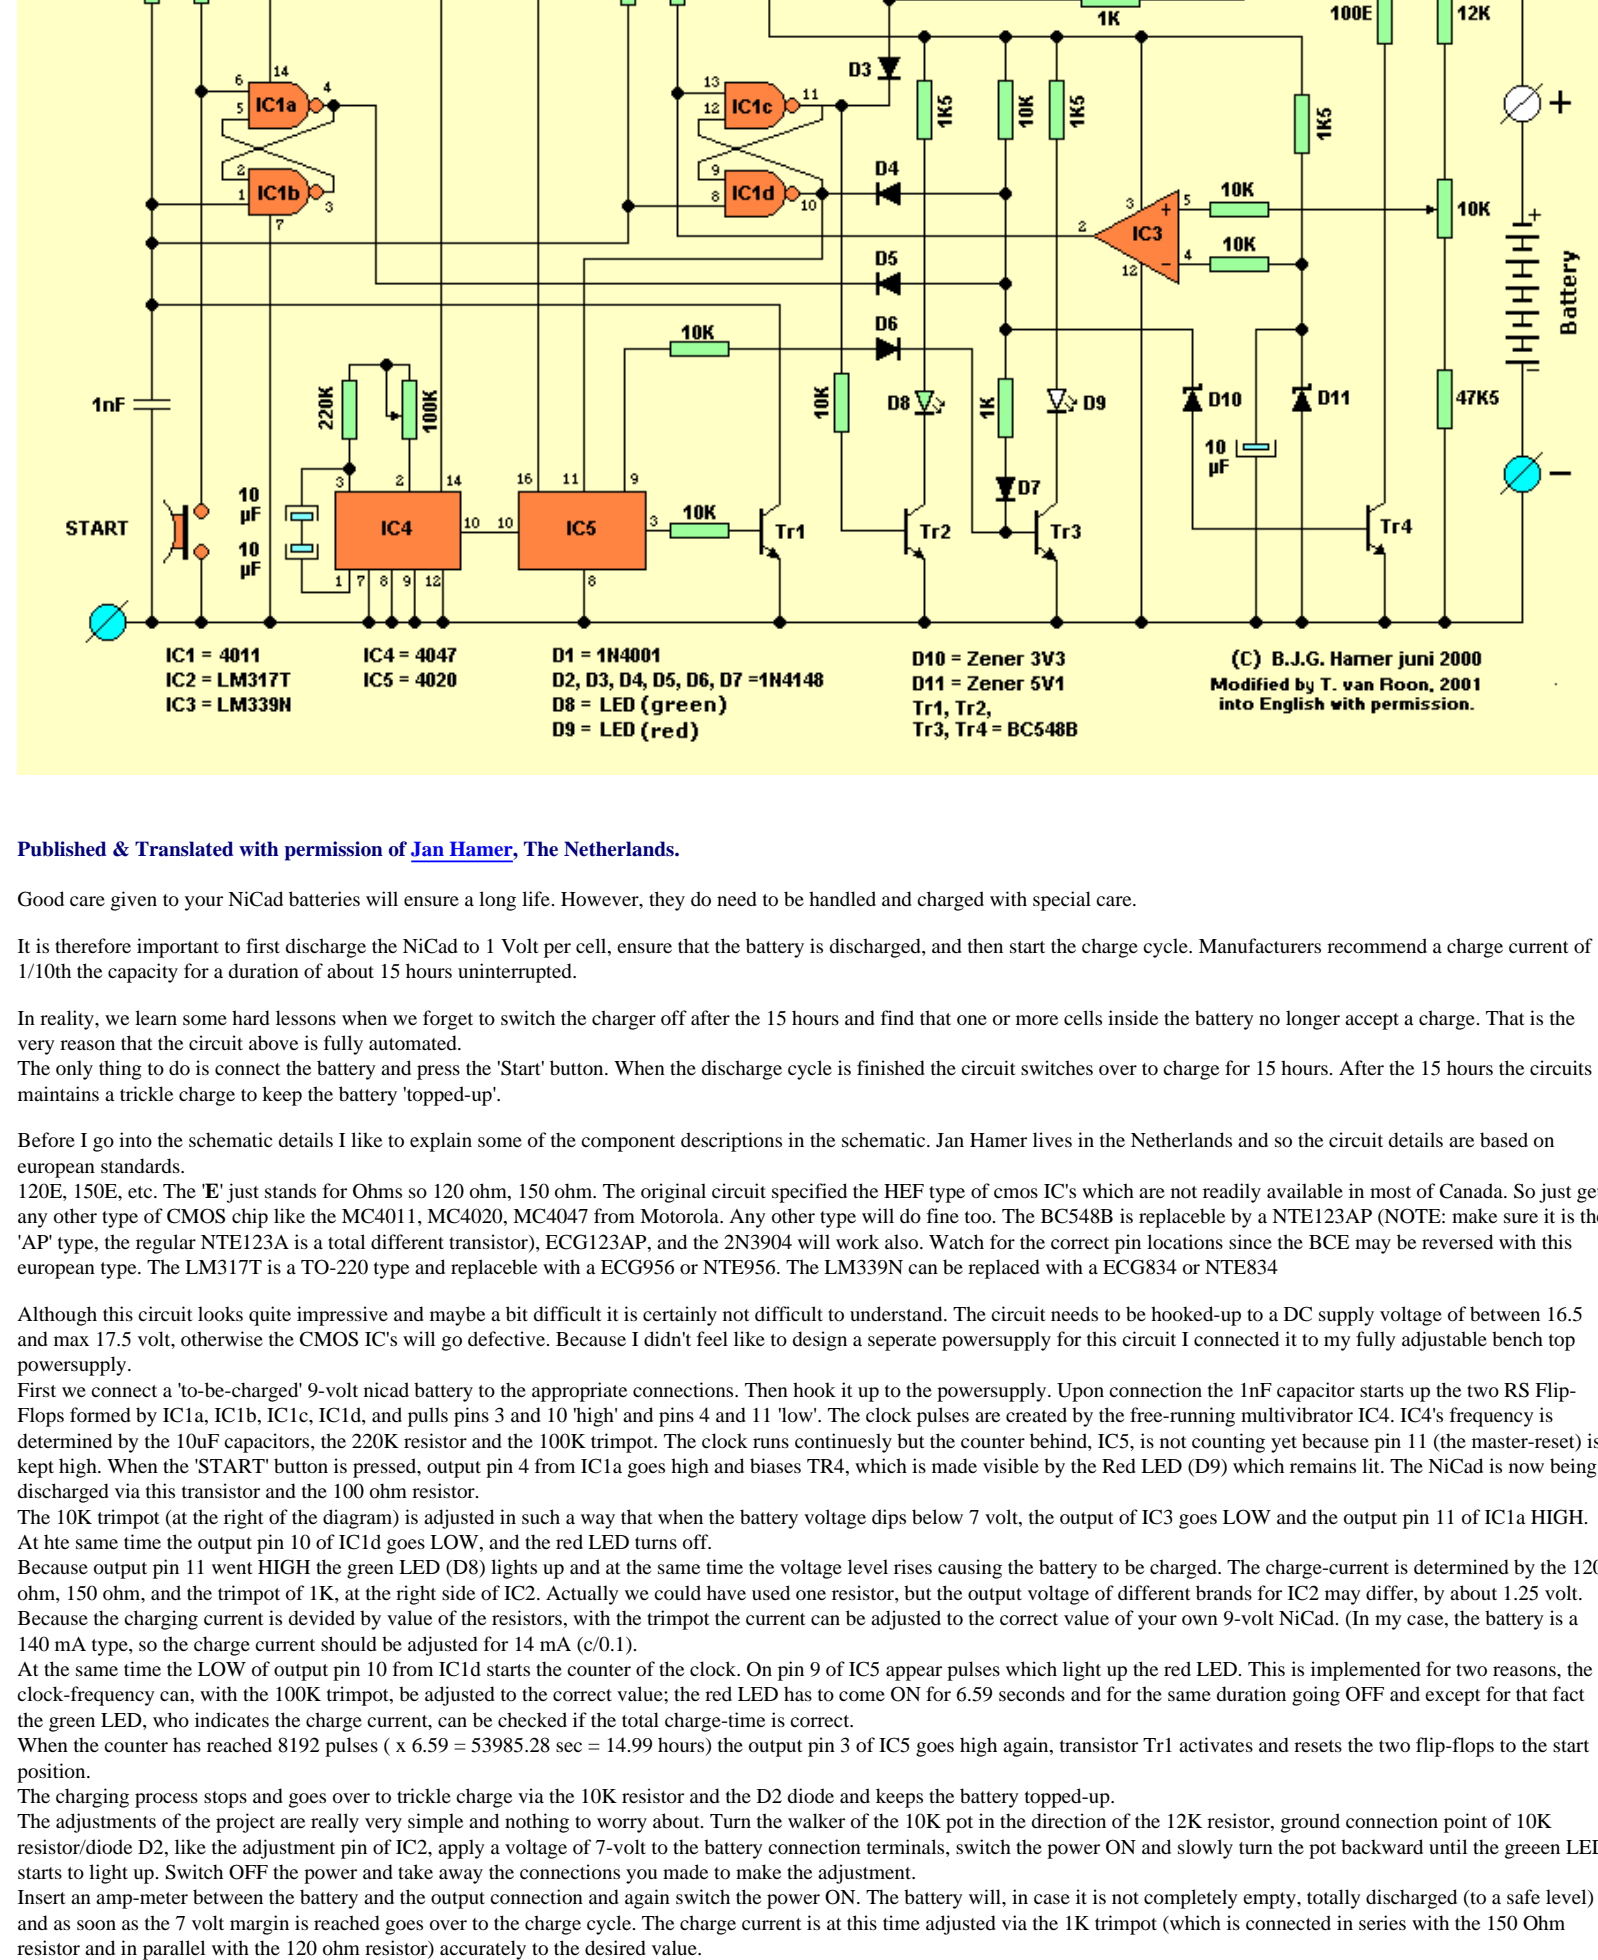 1K
100E
12K
14
D3
13
11
6
4
5
IC1a
12
IC1c
1K5
10K
1K5
1K5
+
D4
2
9
10K
5
1
IC1b
3
8
IC1d
10
3
+
10K
7
2
IC3
10K
4
D5
12
−
+
Battery
D6
10K
220K
100K
10K
D8
1K
D9
D10
D11
47K5
1nF
−
10
µF
3
2
14
16
11
9
D7
10
µF
START
10
µF
IC4
10
10
IC5
3
10K
Tr1
Tr2
Tr3
Tr4
−
1
7
8
9
12
8
IC1 = 4011
IC2 = LM317T
IC3 = LM339N
IC4 = 4047
IC5 = 4020
D1 = 1N4001
D2, D3, D4, D5, D6, D7 =1N4148
D8 = LED (green)
D9 = LED (red)
D10 = Zener 3V3
D11 = Zener 5V1
Tr1, Tr2,
Tr3, Tr4 = BC548B
(C) B.J.G. Hamer juni 2000
Modified by T. van Roon, 2001
into English with permission.
Published & Translated with permission of Jan Hamer, The Netherlands.
Good care given to your NiCad batteries will ensure a long life. However, they do need to be handled and charged with special care.
It is therefore important to first discharge the NiCad to 1 Volt per cell, ensure that the battery is discharged, and then start the charge cycle. Manufacturers recommend a charge current of
1/10th the capacity for a duration of about 15 hours uninterrupted.
In reality, we learn some hard lessons when we forget to switch the charger off after the 15 hours and find that one or more cells inside the battery no longer accept a charge. That is the
very reason that the circuit above is fully automated.
The only thing to do is connect the battery and press the 'Start' button. When the discharge cycle is finished the circuit switches over to charge for 15 hours. After the 15 hours the circuits
maintains a trickle charge to keep the battery 'topped-up'.
Before I go into the schematic details I like to explain some of the component descriptions in the schematic. Jan Hamer lives in the Netherlands and so the circuit details are based on
european standards.
120E, 150E, etc. The 'E' just stands for Ohms so 120 ohm, 150 ohm. The original circuit specified the HEF type of cmos IC's which are not readily available in most of Canada. So just ge
any other type of CMOS chip like the MC4011, MC4020, MC4047 from Motorola. Any other type will do fine too. The BC548B is replaceble by a NTE123AP (NOTE: make sure it is the
'AP' type, the regular NTE123A is a total different transistor), ECG123AP, and the 2N3904 will work also. Watch for the correct pin locations since the BCE may be reversed with this
european type. The LM317T is a TO-220 type and replaceble with a ECG956 or NTE956. The LM339N can be replaced with a ECG834 or NTE834
Although this circuit looks quite impressive and maybe a bit difficult it is certainly not difficult to understand. The circuit needs to be hooked-up to a DC supply voltage of between 16.5
and max 17.5 volt, otherwise the CMOS IC's will go defective. Because I didn't feel like to design a seperate powersupply for this circuit I connected it to my fully adjustable bench top
powersupply.
First we connect a 'to-be-charged' 9-volt nicad battery to the appropriate connections. Then hook it up to the powersupply. Upon connection the 1nF capacitor starts up the two RS Flip-
Flops formed by IC1a, IC1b, IC1c, IC1d, and pulls pins 3 and 10 'high' and pins 4 and 11 'low'. The clock pulses are created by the free-running multivibrator IC4. IC4's frequency is
determined by the 10uF capacitors, the 220K resistor and the 100K trimpot. The clock runs continuesly but the counter behind, IC5, is not counting yet because pin 11 (the master-reset) is
kept high. When the 'START' button is pressed, output pin 4 from IC1a goes high and biases TR4, which is made visible by the Red LED (D9) which remains lit. The NiCad is now being
discharged via this transistor and the 100 ohm resistor.
The 10K trimpot (at the right of the diagram) is adjusted in such a way that when the battery voltage dips below 7 volt, the output of IC3 goes LOW and the output pin 11 of IC1a HIGH.
At hte same time the output pin 10 of IC1d goes LOW, and the red LED turns off.
Because output pin 11 went HIGH the green LED (D8) lights up and at the same time the voltage level rises causing the battery to be charged. The charge-current is determined by the 120
ohm, 150 ohm, and the trimpot of 1K, at the right side of IC2. Actually we could have used one resistor, but the output voltage of different brands for IC2 may differ, by about 1.25 volt.
Because the charging current is devided by value of the resistors, with the trimpot the current can be adjusted to the correct value of your own 9-volt NiCad. (In my case, the battery is a
140 mA type, so the charge current should be adjusted for 14 mA (c/0.1).
At the same time the LOW of output pin 10 from IC1d starts the counter of the clock. On pin 9 of IC5 appear pulses which light up the red LED. This is implemented for two reasons, the
clock-frequency can, with the 100K trimpot, be adjusted to the correct value; the red LED has to come ON for 6.59 seconds and for the same duration going OFF and except for that fact
the green LED, who indicates the charge current, can be checked if the total charge-time is correct.
When the counter has reached 8192 pulses ( x 6.59 = 53985.28 sec = 14.99 hours) the output pin 3 of IC5 goes high again, transistor Tr1 activates and resets the two flip-flops to the start
position.
The charging process stops and goes over to trickle charge via the 10K resistor and the D2 diode and keeps the battery topped-up.
The adjustments of the project are really very simple and nothing to worry about. Turn the walker of the 10K pot in the direction of the 12K resistor, ground connection point of 10K
resistor/diode D2, like the adjustment pin of IC2, apply a voltage of 7-volt to the battery connection terminals, switch the power ON and slowly turn the pot backward until the greeen LED
starts to light up. Switch OFF the power and take away the connections you made to make the adjustment.
Insert an amp-meter between the battery and the output connection and again switch the power ON. The battery will, in case it is not completely empty, totally discharged (to a safe level)
and as soon as the 7 volt margin is reached goes over to the charge cycle. The charge current is at this time adjusted via the 1K trimpot (which is connected in series with the 150 Ohm
resistor and in parallel with the 120 ohm resistor) accurately to the desired value.